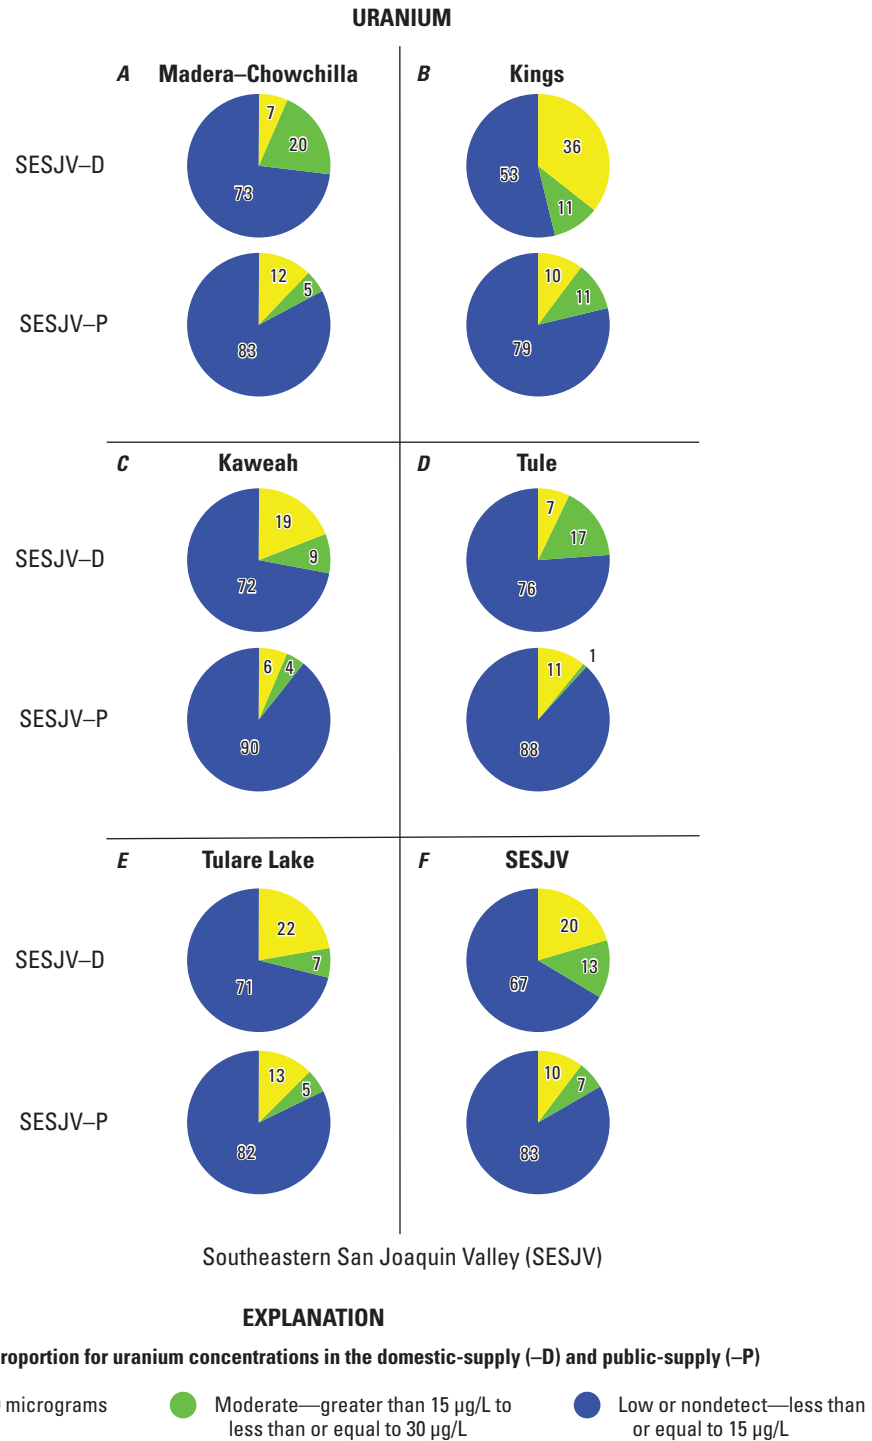 URANIUM
A Madera–Chowchilla
B Kings
SESJV–D
7
20
73
36
11
53
SESJV–P
12
5
83
10
11
79
C Kaweah
D Tule
SESJV–D
19
9
72
7
17
76
SESJV–P
6
4
90
11
1
88
E Tulare Lake
F SESJV
SESJV–D
22
7
71
20
13
67
SESJV–P
13
5
82
10
7
83
Southeastern San Joaquin Valley (SESJV)
EXPLANATION
roportion for uranium concentrations in the domestic-supply (–D) and public-supply (–P)
micrograms
Moderate—greater than 15 µg/L to
less than or equal to 30 µg/L
Low or nondetect—less than
or equal to 15 µg/L